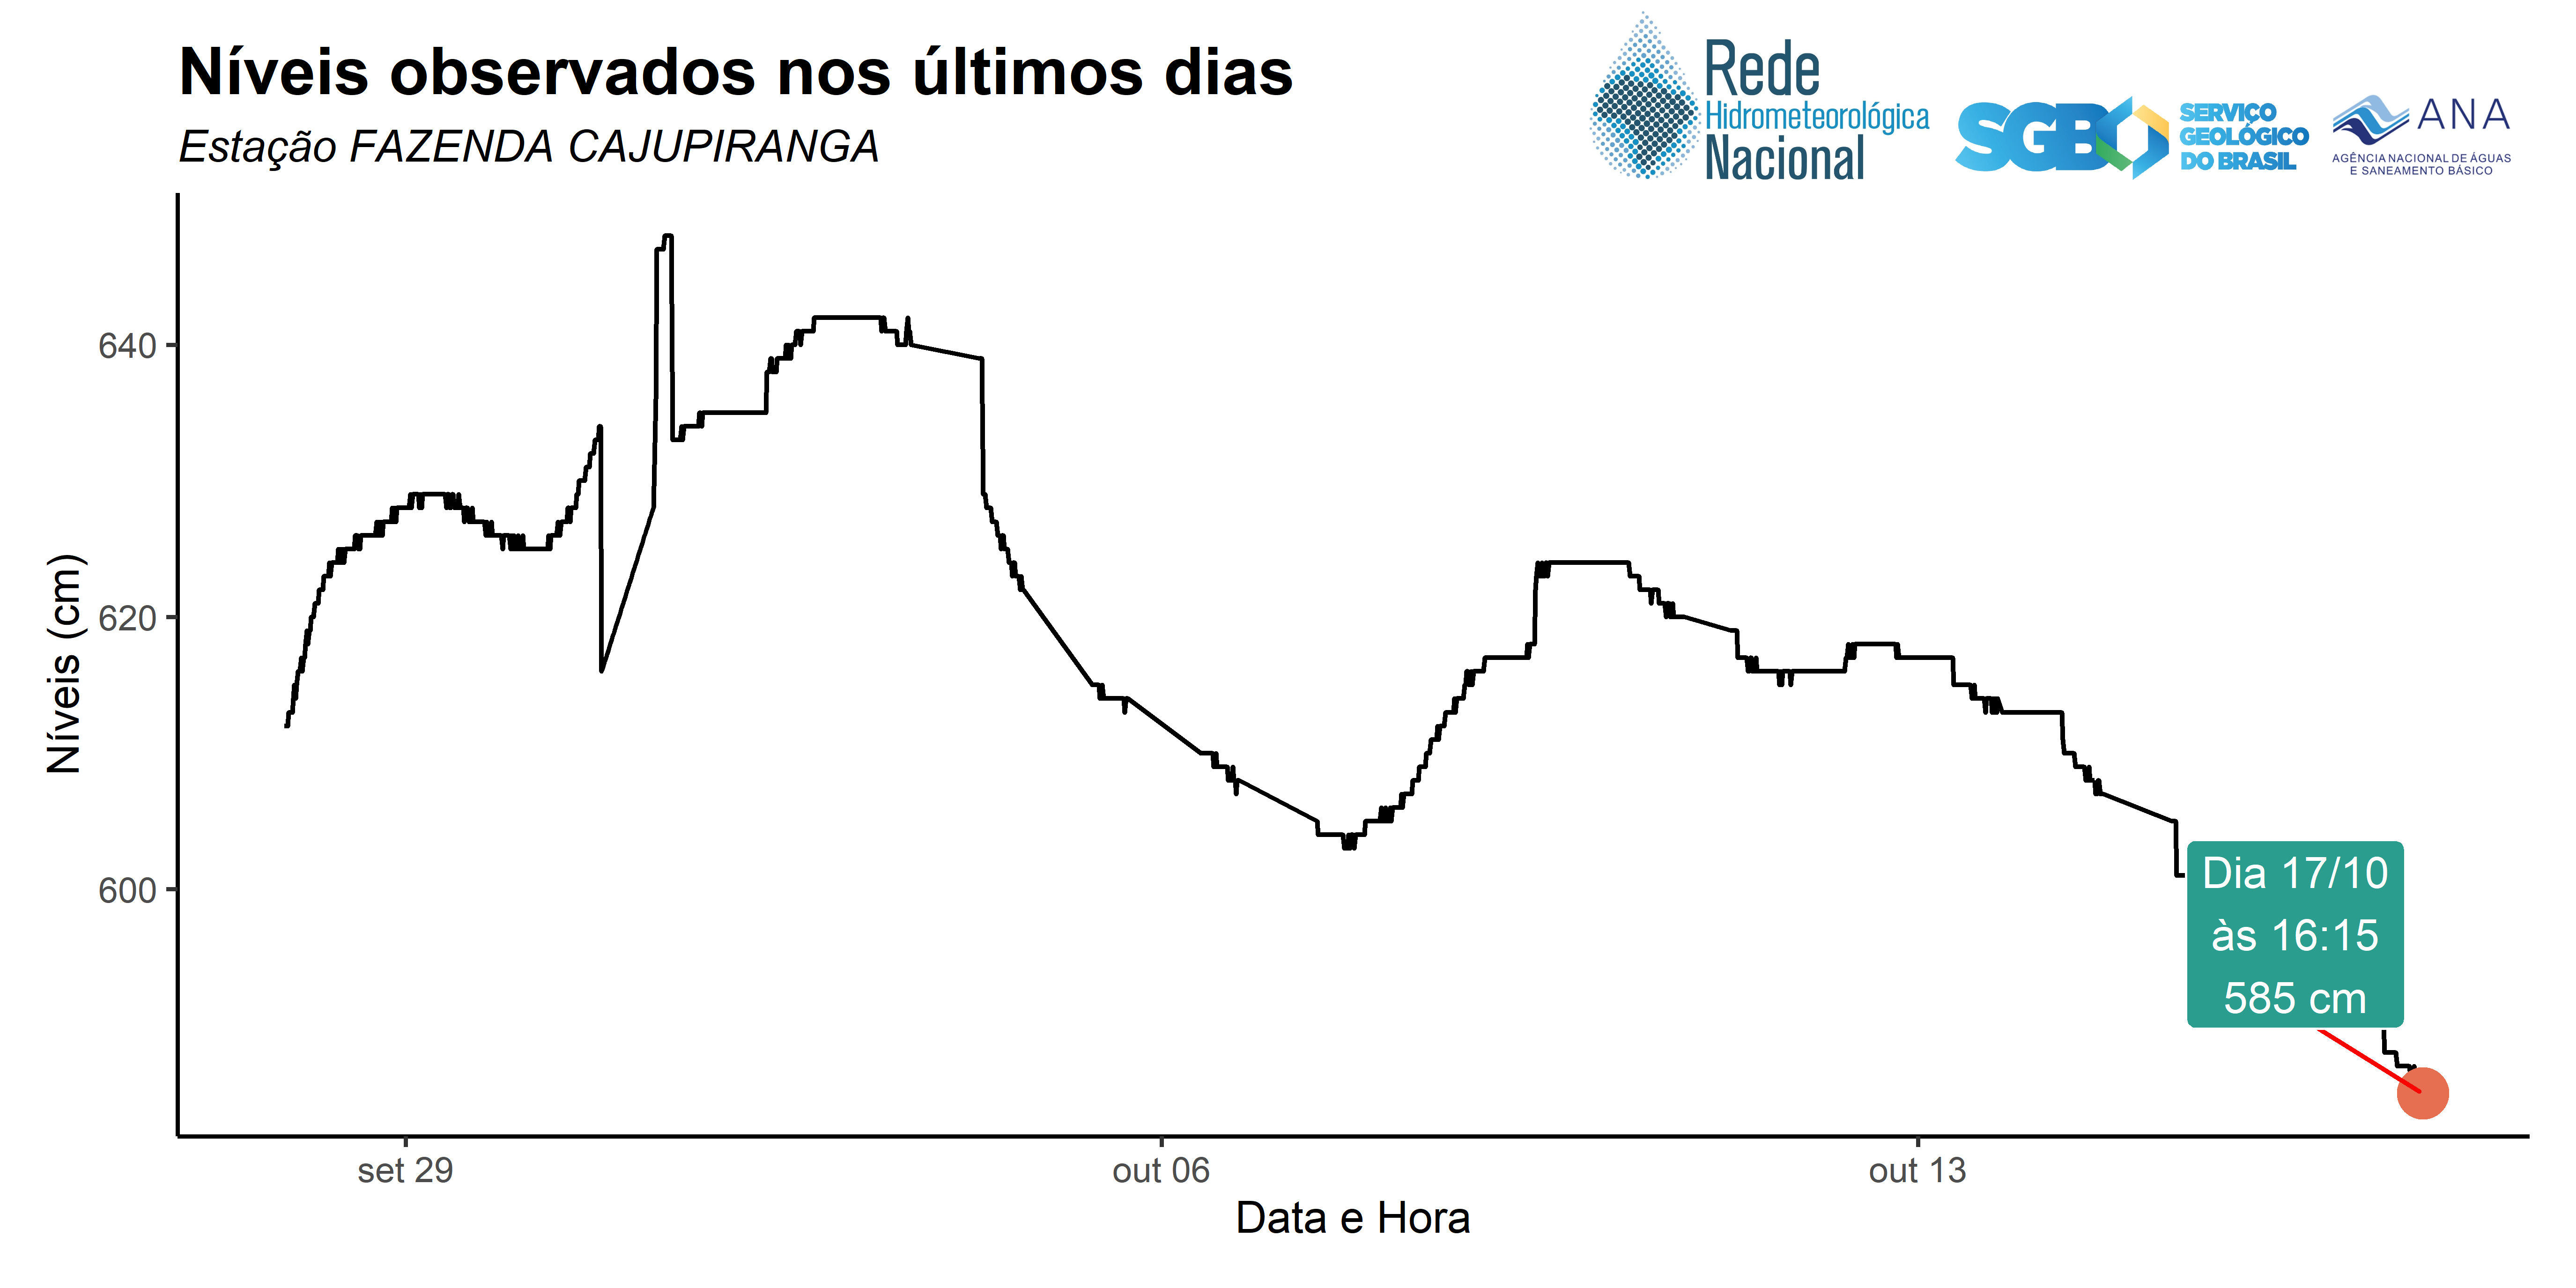 Níveis observados nos últimos dias
Estação FAZENDA CAJUPIRANGA
Rede
Hidrometeorológica
Nacional
SGB
SERVIÇO
GEOLÓGICO
DO BRASIL
ANA
AGÊNCIA NACIONAL DE ÁGUAS
E SANEAMENTO BÁSICO
Níveis (cm)
640
620
600
Dia 17/10
às 16:15
585 cm
set 29
out 06
out 13
Data e Hora